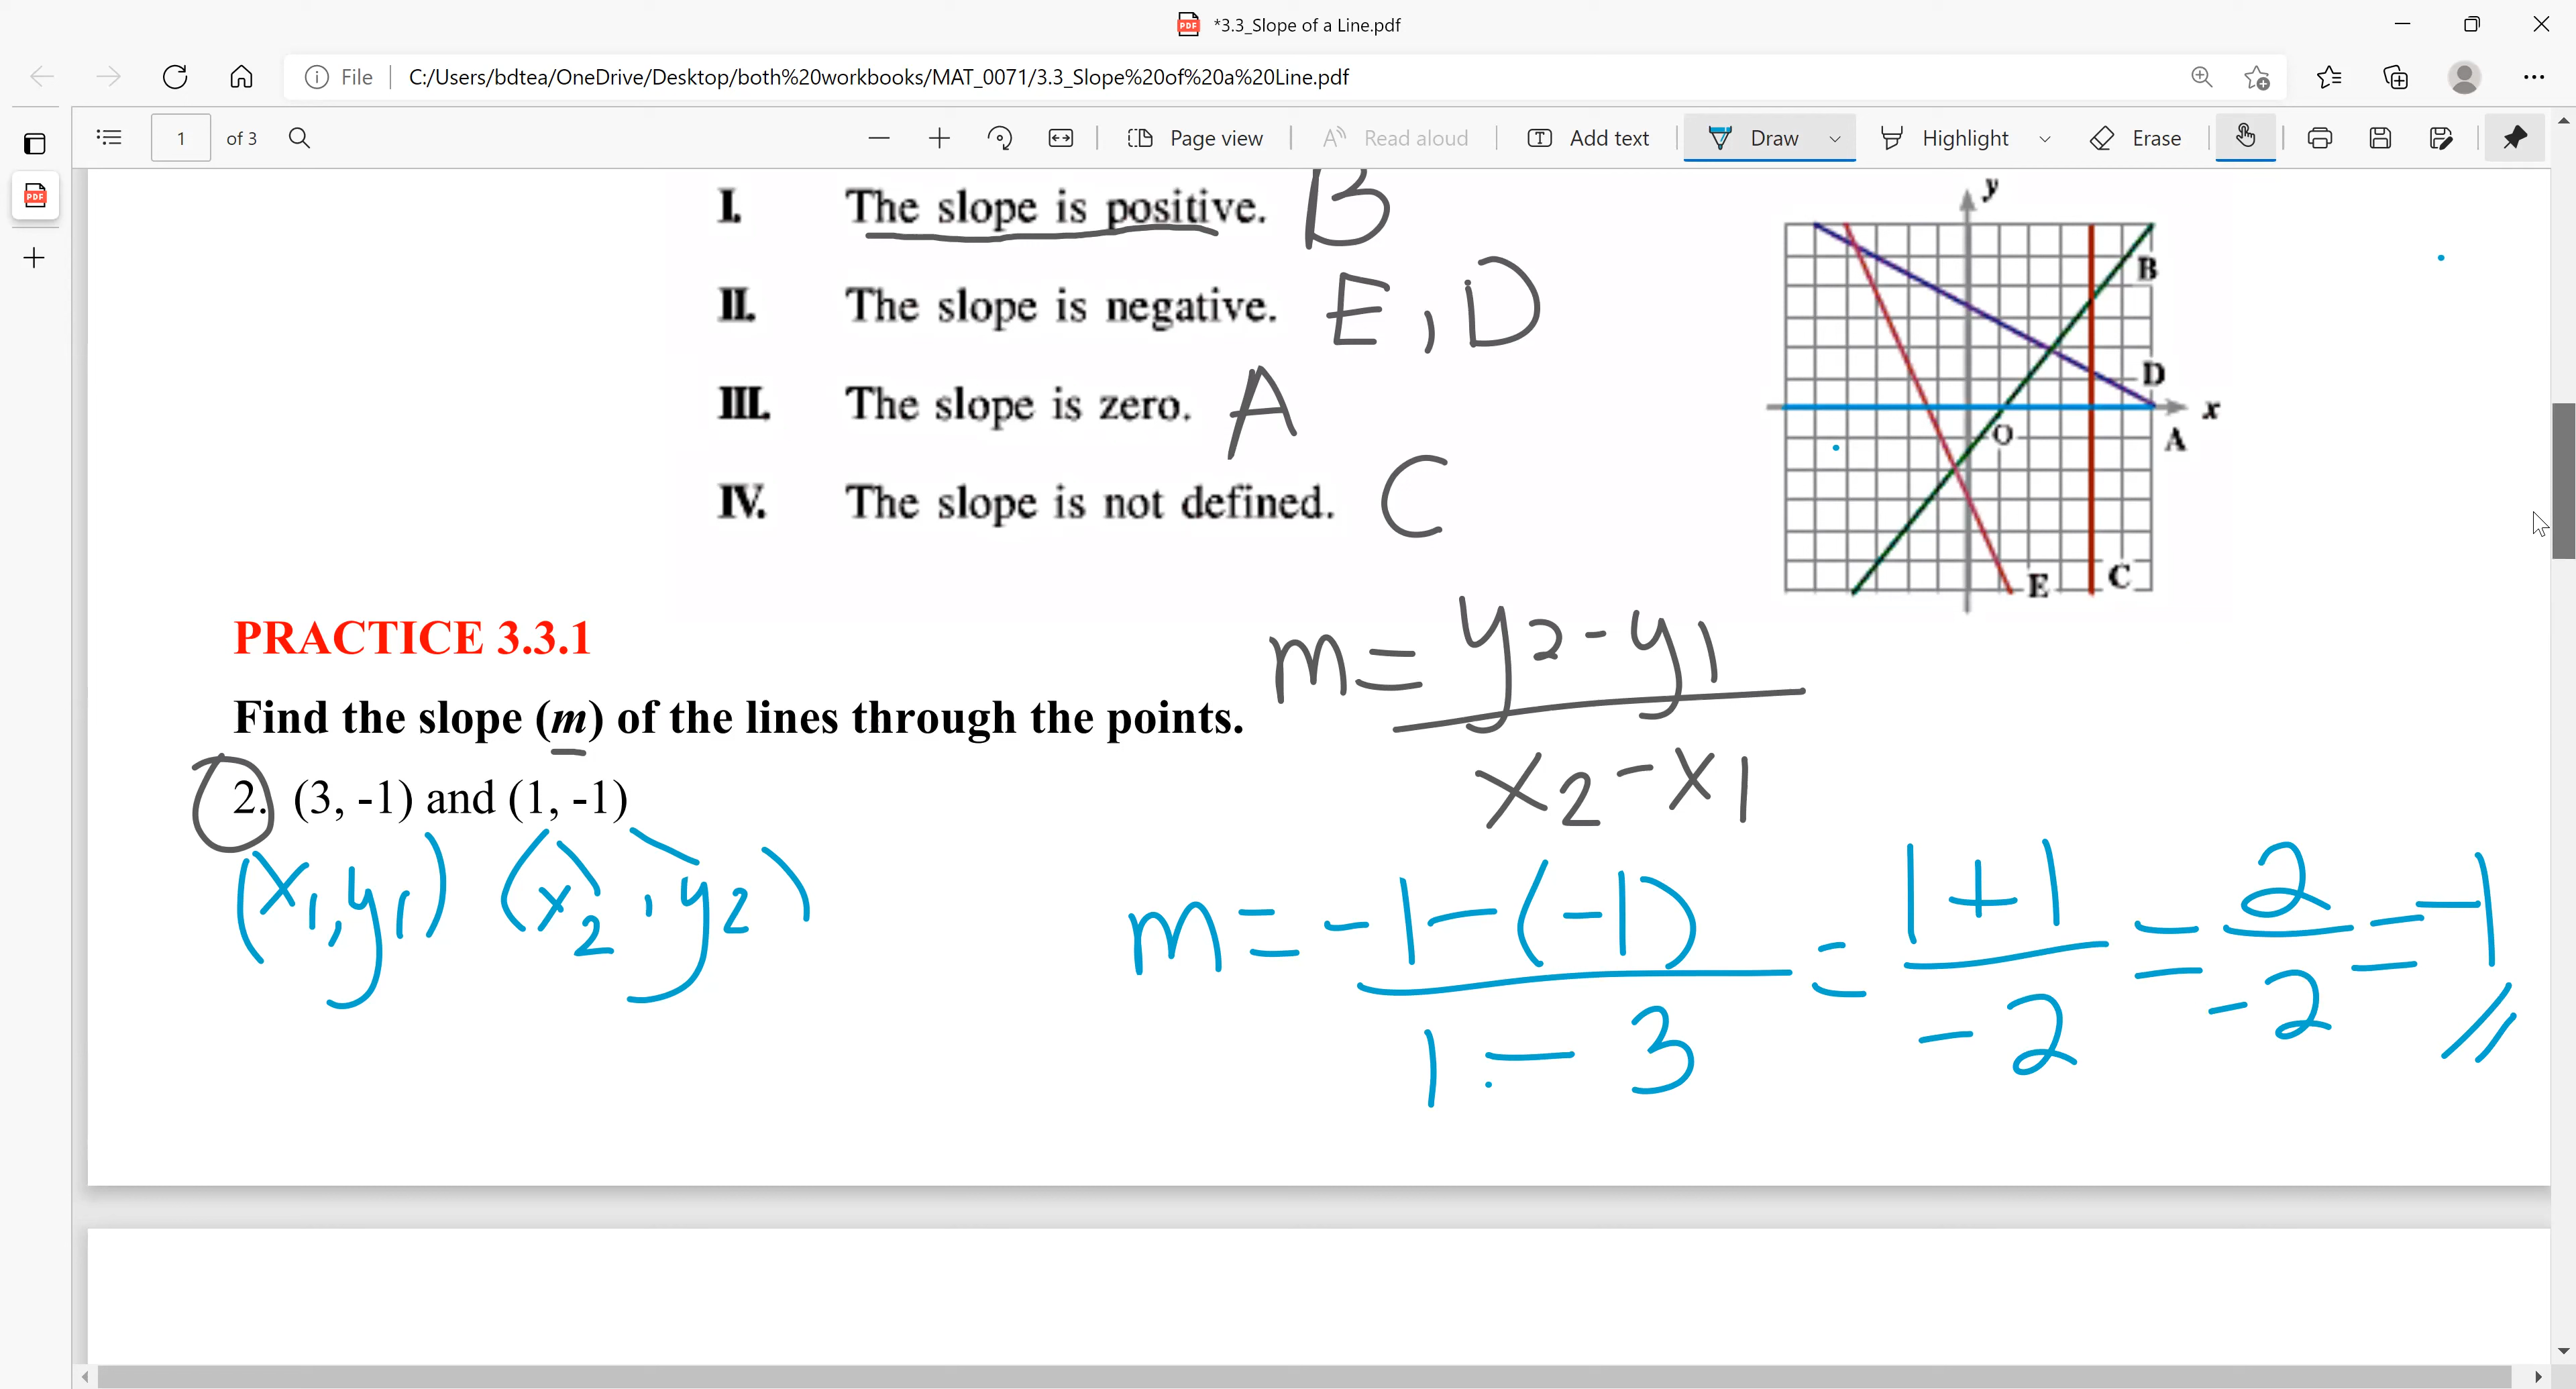 *3.3_Slope of a Line.pdf
File C:/Users/bdtea/OneDrive/Desktop/both%20workbooks/MAT_0071/3.3_Slope%20of%20a%20Line.pdf
1 of 3 Page view Read aloud Add text Draw Highlight Erase
I. The slope is positive. B
II. The slope is negative. E, D
III. The slope is zero. A
IV. The slope is not defined. C
y
B
D
x
O
A
E
C
PRACTICE 3.3.1
m = y2 - y1
x2 - x1
Find the slope (m) of the lines through the points.
2. (3, -1) and (1, -1)
(x1, y1) (x2, y2)
m = -1 - (-1) = 1 + 1 = 2 = -1
1 - 3 -2 -2